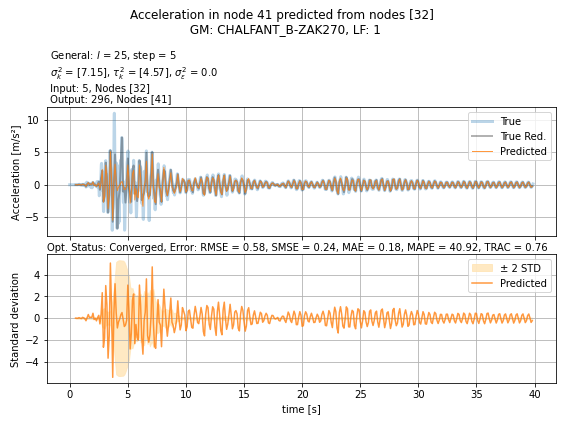 Acceleration in node 41 predicted from nodes [32]
GM: CHALFANT_B-ZAK270, LF: 1
General: l = 25, step = 5
σ²ₖ = [7.15], τ²ₖ = [4.57], σ²ε = 0.0
Input: 5, Nodes [32]
Output: 296, Nodes [41]
Acceleration [m/s²]
10
5
0
−5
True
True Red.
Predicted
Opt. Status: Converged, Error: RMSE = 0.58, SMSE = 0.24, MAE = 0.18, MAPE = 40.92, TRAC = 0.76
Standard deviation
4
2
0
−2
−4
± 2 STD
Predicted
0 5 10 15 20 25 30 35 40
time [s]